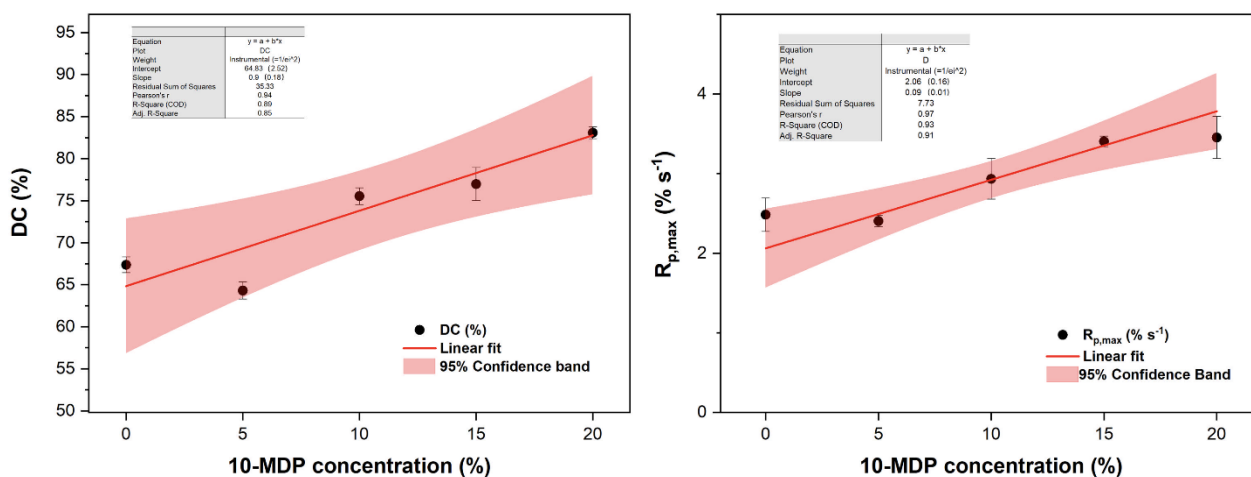 95
90
85
80
75
70
65
60
55
50
DC (%)
Equation y = a + b*x
Plot DC
Weight Instrumental (=1/ei^2)
Intercept 64.83 (2.52)
Slope 0.9 (0.18)
Residual Sum of Squares 35.33
Pearson's r 0.94
R-Square (COD) 0.89
Adj. R-Square 0.85
DC (%)
Linear fit
95% Confidence band
0 5 10 15 20
10-MDP concentration (%)
4
2
0
Rp,max (% s-1)
Equation y = a + b*x
Plot D
Weight Instrumental (=1/ei^2)
Intercept 2.06 (0.16)
Slope 0.09 (0.01)
Residual Sum of Squares 7.73
Pearson's r 0.97
R-Square (COD) 0.93
Adj. R-Square 0.91
Rp,max (% s-1)
Linear fit
95% Confidence Band
0 5 10 15 20
10-MDP concentration (%)